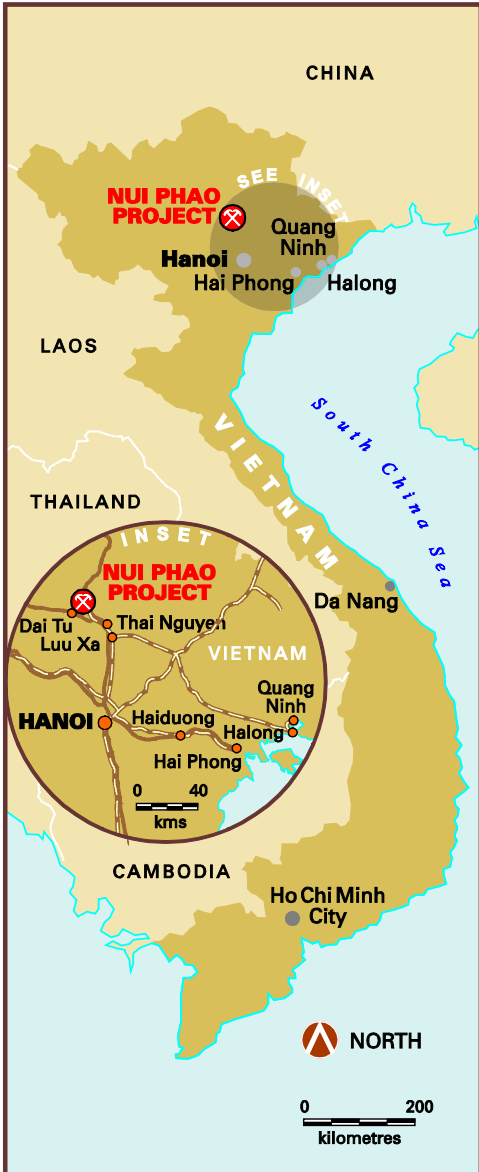 CHINA
SEE INSET
NUI PHAO
PROJECT
Quang
Ninh
Hanoi
Hai Phong
Halong
LAOS
South China Sea
VIETNAM
THAILAND
INSET
NUI PHAO
PROJECT
Dai Tu
Thai Nguyen
Luu Xa
VIETNAM
Quang
Ninh
HANOI
Haiduong
Halong
Hai Phong
0 40
kms
Da Nang
CAMBODIA
Ho Chi Minh
City
NORTH
0 200
kilometres